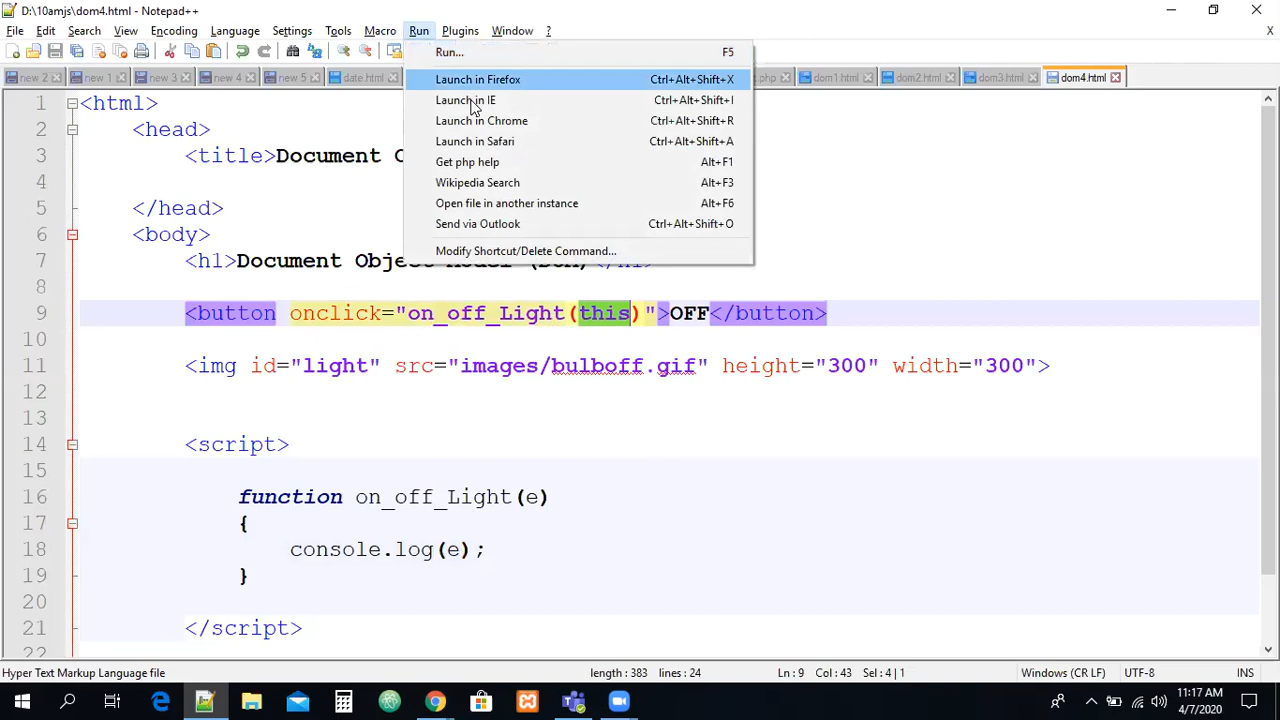 D:\10amjs\dom4.html - Notepad++
File Edit Search View Encoding Language Settings Tools Macro Run Plugins Window ? X
new 2 new 1 new 3 new 4 new 5 date.html .php dom1.html dom2.html dom3.html dom4.html
Run... F5
Launch in Firefox Ctrl+Alt+Shift+X
Launch in IE Ctrl+Alt+Shift+I
Launch in Chrome Ctrl+Alt+Shift+R
Launch in Safari Ctrl+Alt+Shift+A
Get php help Alt+F1
Wikipedia Search Alt+F3
Open file in another instance Alt+F6
Send via Outlook Ctrl+Alt+Shift+O
Modify Shortcut/Delete Command...
1 <html>
2 <head>
3 <title>Document O
4
5 </head>
6 <body>
7 <h1>Document Object Model (Dom)</h1>
8
9 <button onclick="on_off_Light(this)">OFF</button>
10
11 <img id="light" src="images/bulboff.gif" height="300" width="300">
12
13
14 <script>
15
16 function on_off_Light(e)
17 {
18 console.log(e);
19 }
20
21 </script>
22
Hyper Text Markup Language file length : 383 lines : 24 Ln : 9 Col : 43 Sel : 4 | 1 Windows (CR LF) UTF-8 INS
11:17 AM
4/7/2020